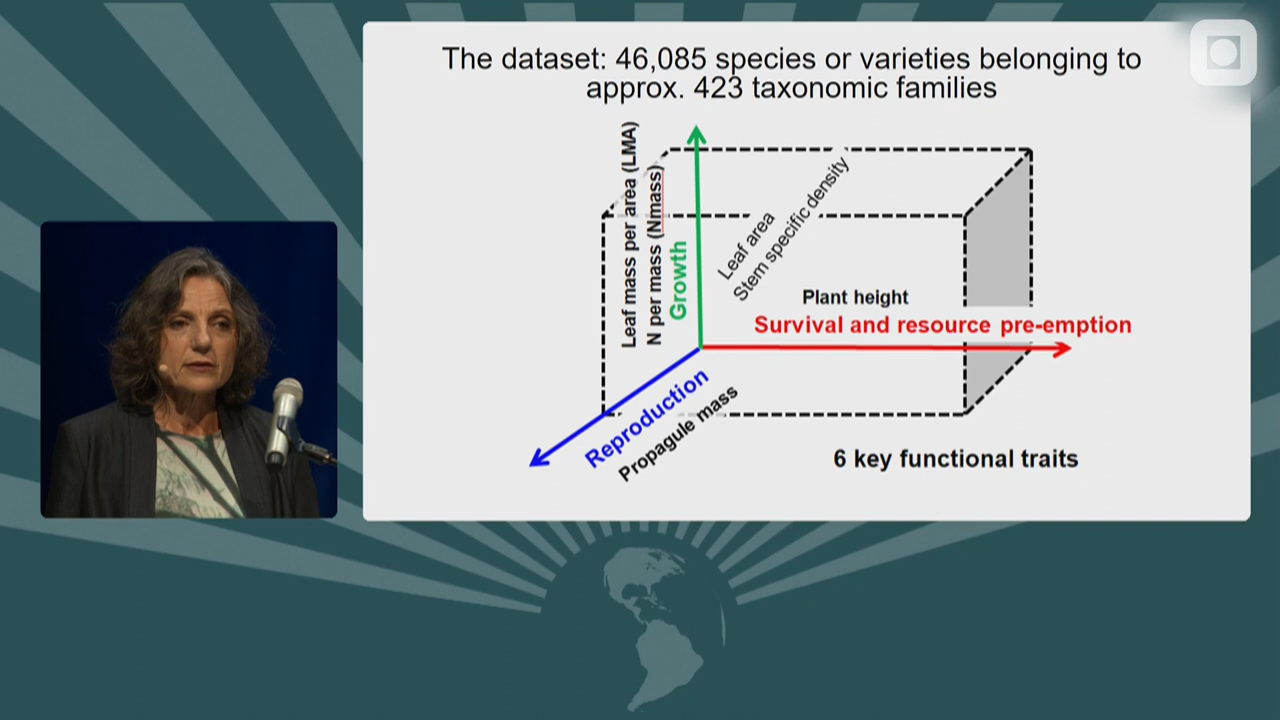 The dataset: 46,085 species or varieties belonging to
approx. 423 taxonomic families
Leaf mass per area (LMA)
N per mass (Nmass)
Growth
Leaf area
Stem specific density
Plant height
Survival and resource pre-emption
Reproduction
Propagule mass
6 key functional traits